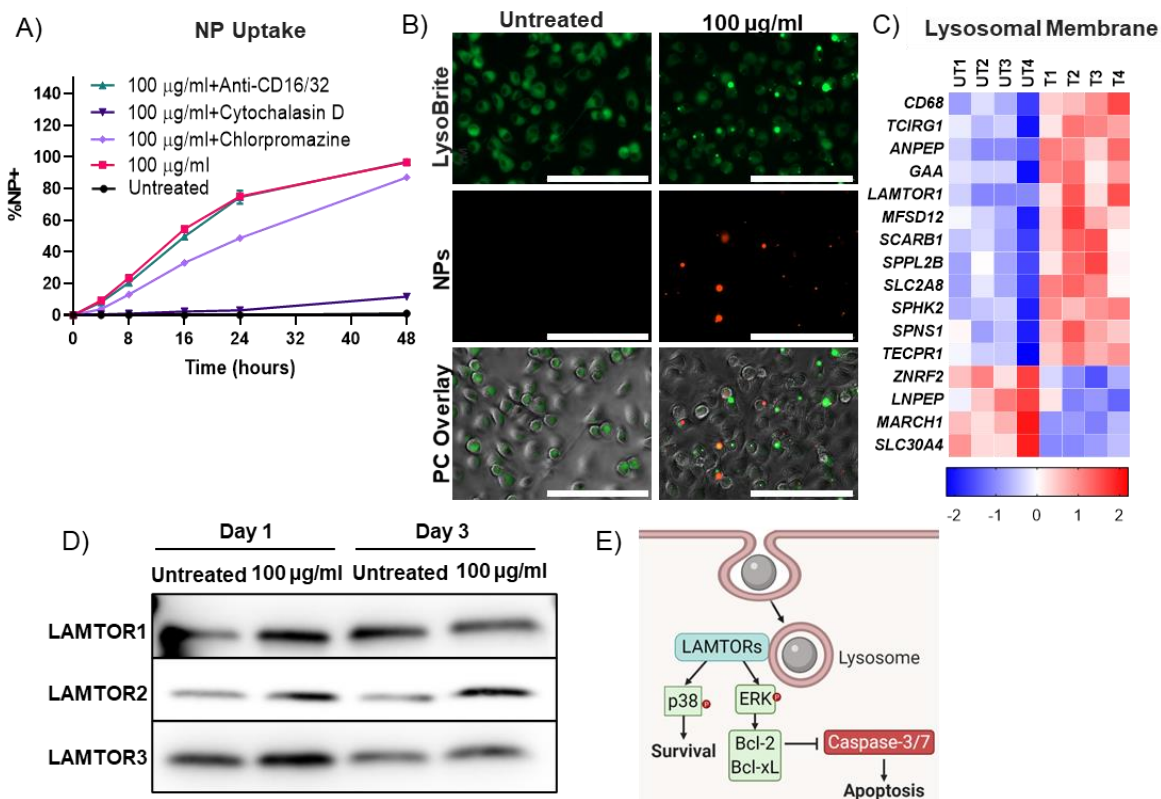 A)
NP Uptake
%NP+
140
120
100
80
60
40
20
0
100 μg/ml+Anti-CD16/32
100 μg/ml+Cytochalasin D
100 μg/ml+Chlorpromazine
100 μg/ml
Untreated
0 8 16 24 32 40 48
Time (hours)
B)
Untreated 100 μg/ml
LysoBrite
NPs
PC Overlay
C) Lysosomal Membrane
UT1 UT2 UT3 UT4 T1 T2 T3 T4
CD68
TCIRG1
ANPEP
GAA
LAMTOR1
MFSD12
SCARB1
SPPL2B
SLC2A8
SPHK2
SPNS1
TECPR1
ZNRF2
LNPEP
MARCH1
SLC30A4
-2 -1 0 1 2
D)
Day 1 Day 3
Untreated 100 μg/ml Untreated 100 μg/ml
LAMTOR1
LAMTOR2
LAMTOR3
E)
LAMTORs
Lysosome
p38 P ERK P
Survival
Bcl-2
Bcl-xL
Caspase-3/7
Apoptosis